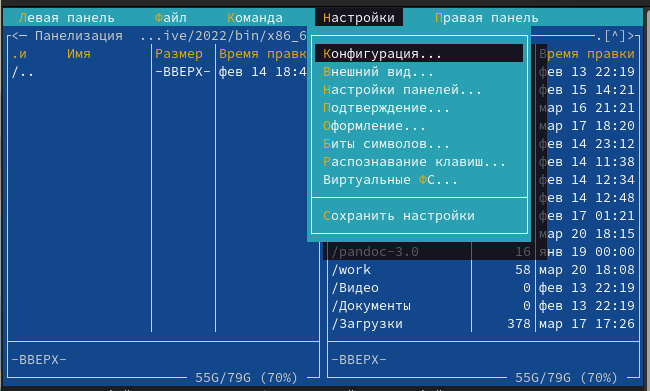 Левая панель Файл Команда Настройки Правая панель
<— Панелизация ...ive/2022/bin/x86_6 .[^]>
.и Имя Размер Время правк Время правки
/.. -ВВЕРХ- фев 14 18:4 фев 13 22:19
Конфигурация...
Внешний вид...
Настройки панелей... фев 15 14:21
Подтверждение... мар 16 21:21
Оформление... мар 17 18:20
Биты символов... фев 14 23:12
Распознавание клавиш... фев 14 11:38
Виртуальные ФС... фев 14 12:34
фев 14 12:48
Сохранить настройки фев 17 01:21
мар 20 18:15
/pandoc-3.0 16 янв 19 00:00
/work 58 мар 20 18:08
/Видео 0 фев 13 22:19
/Документы 0 фев 13 22:19
/Загрузки 378 мар 17 17:26
-ВВЕРХ- -ВВЕРХ-
55G/79G (70%) 55G/79G (70%)